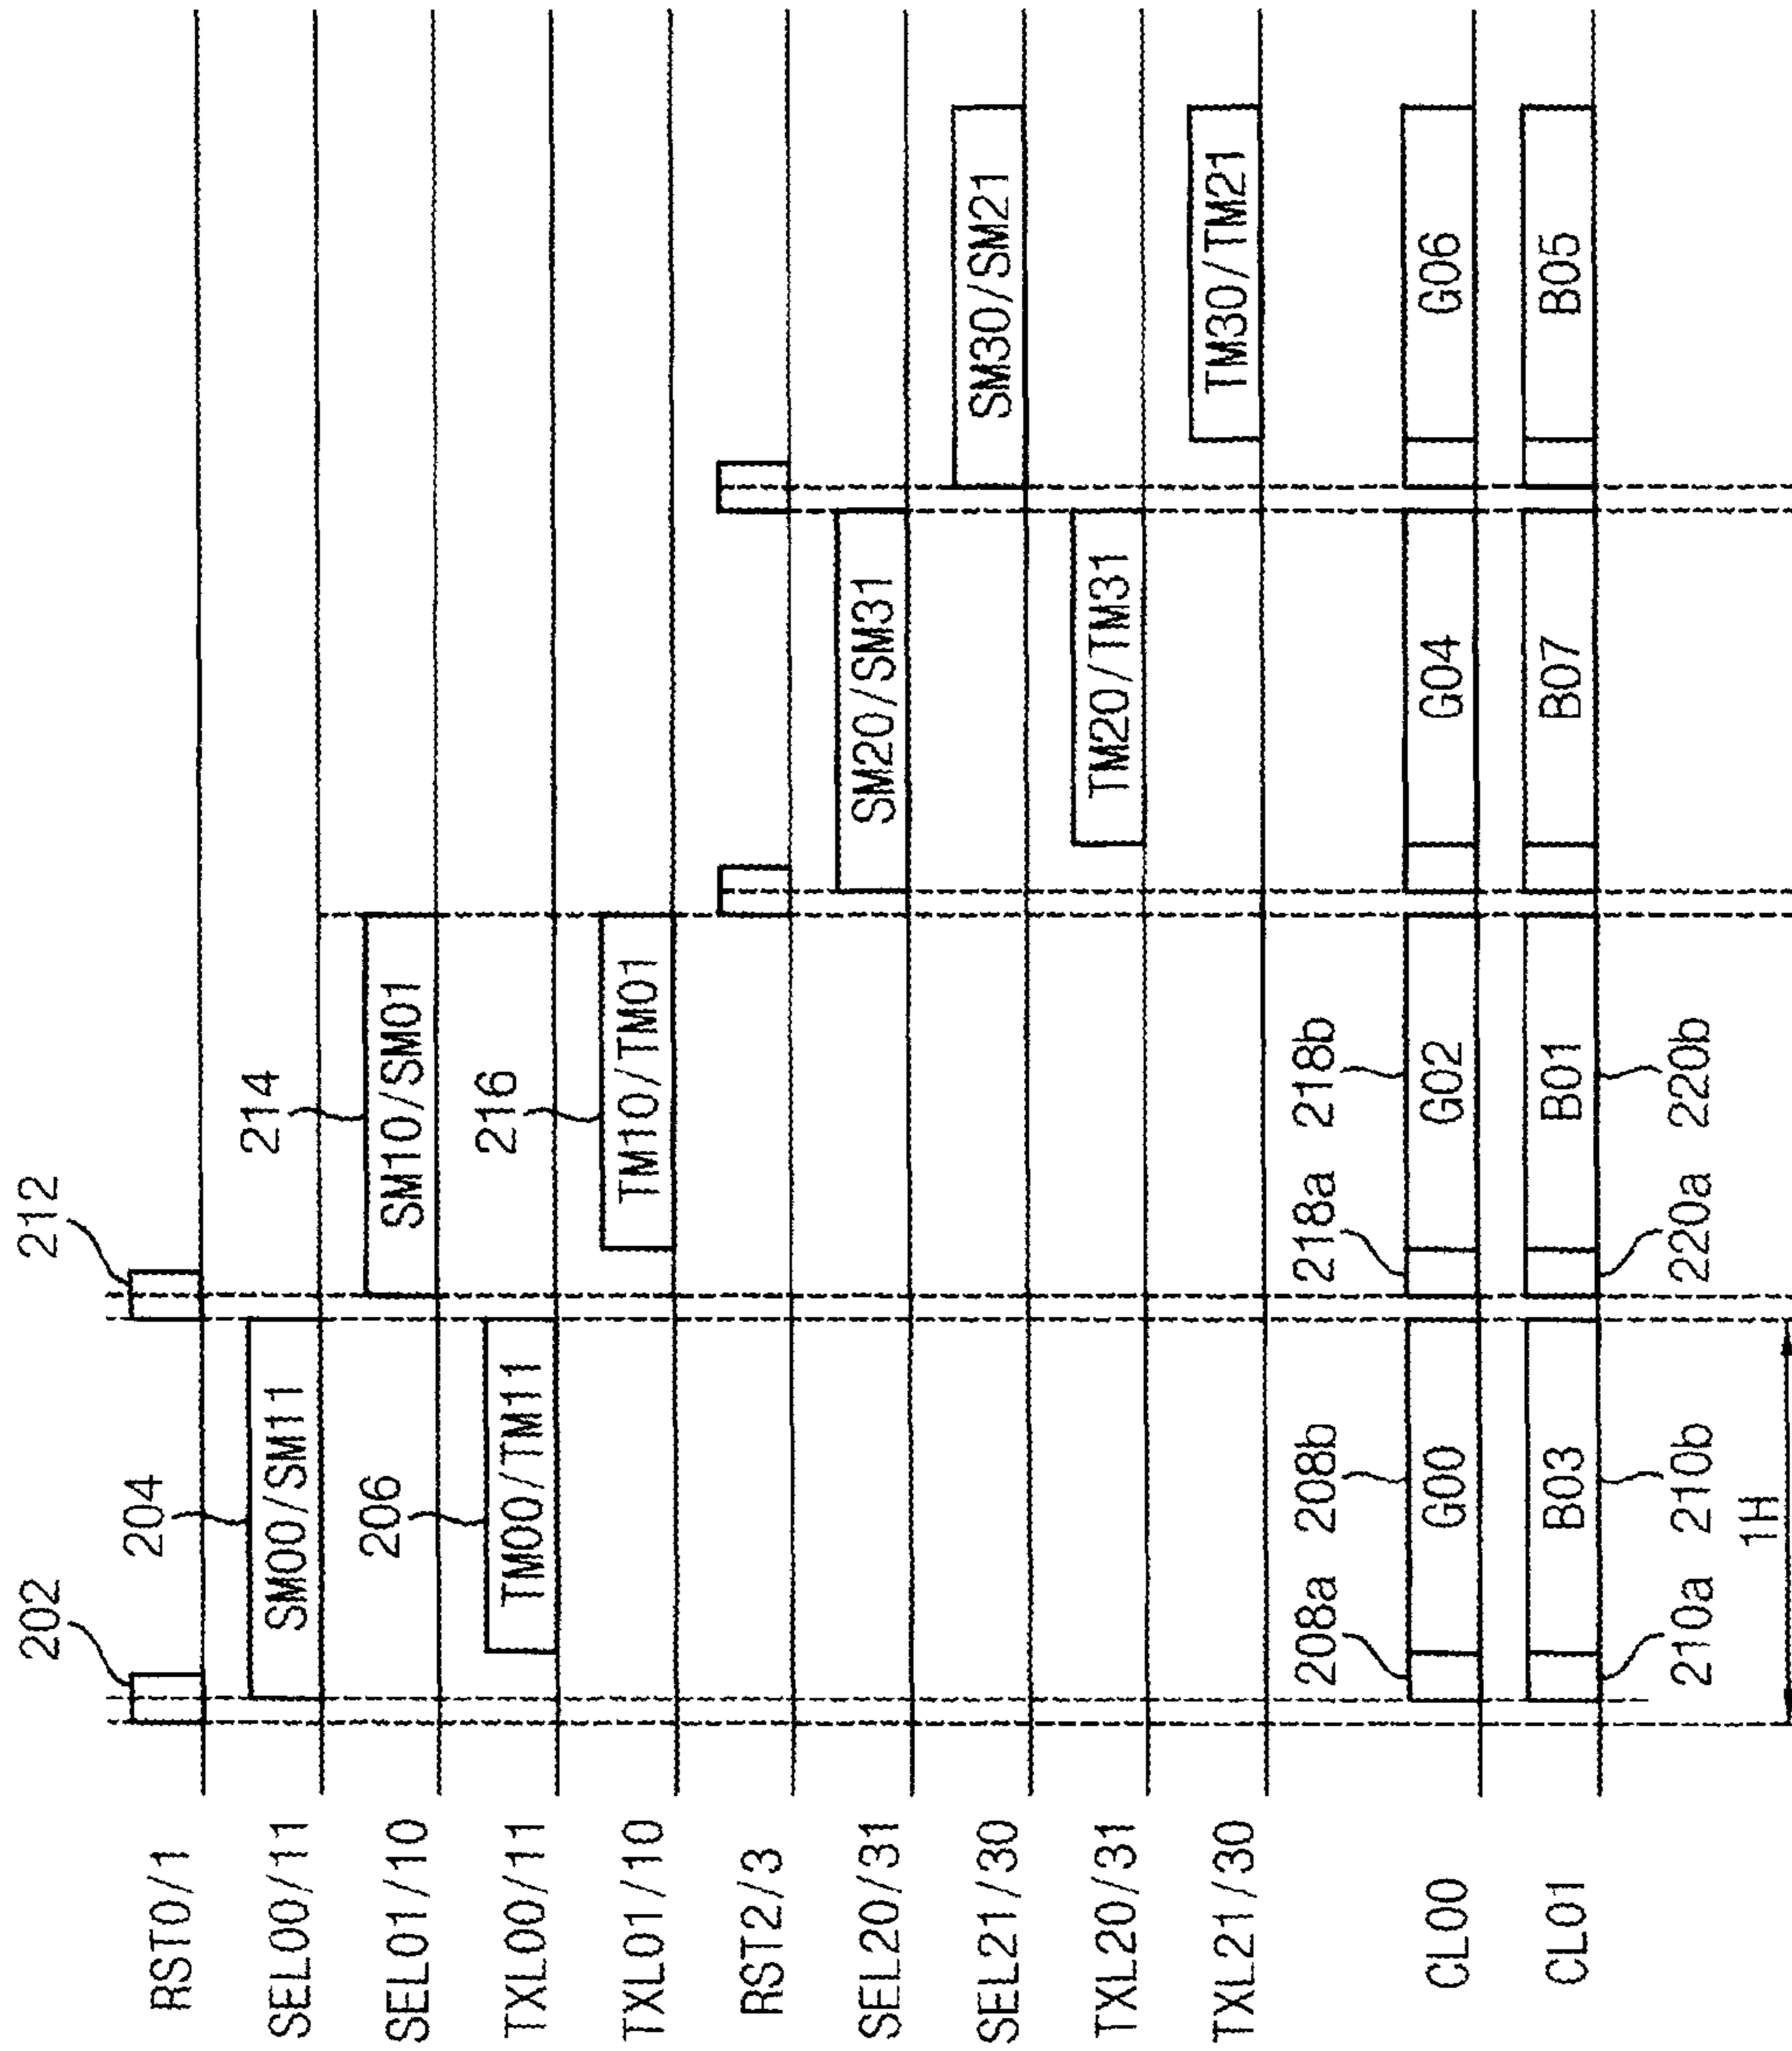 202
212
RST0/1
204
214
SEL00/11
SM00/SM11
SEL01/10
206
SM10/SM01
216
TXL00/11
TM00/TM11
TXL01/10
TM10/TM01
RST2/3
SEL20/31
SM20/SM31
SEL21/30
SM30/SM21
TXL20/31
TM20/TM31
TXL21/30
TM30/TM21
208a 208b 218a 218b
CL00 G00 G02 G04 G06
CL01 B03 B01 B07 B05
210a 210b 220a 220b
1H